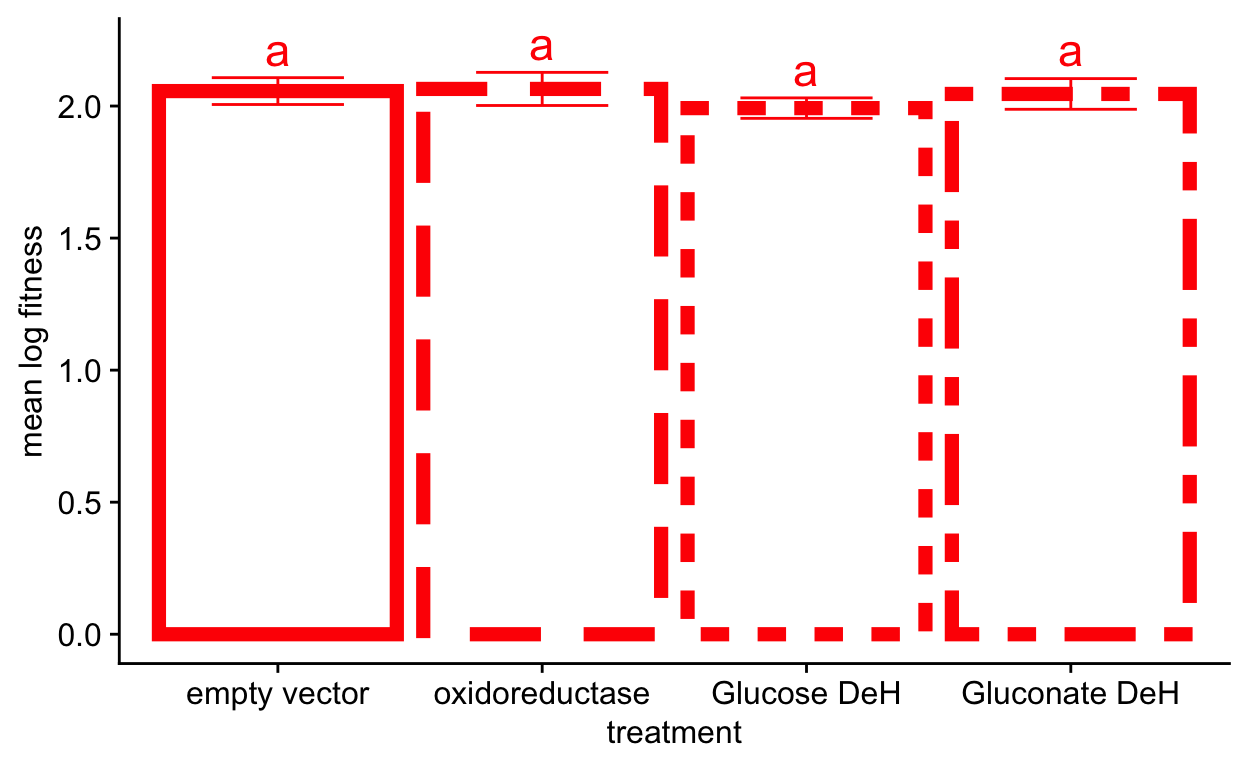 a
a
a
a
2.0
1.5
1.0
0.5
0.0
mean log fitness
empty vector
oxidoreductase
Glucose DeH
Gluconate DeH
treatment